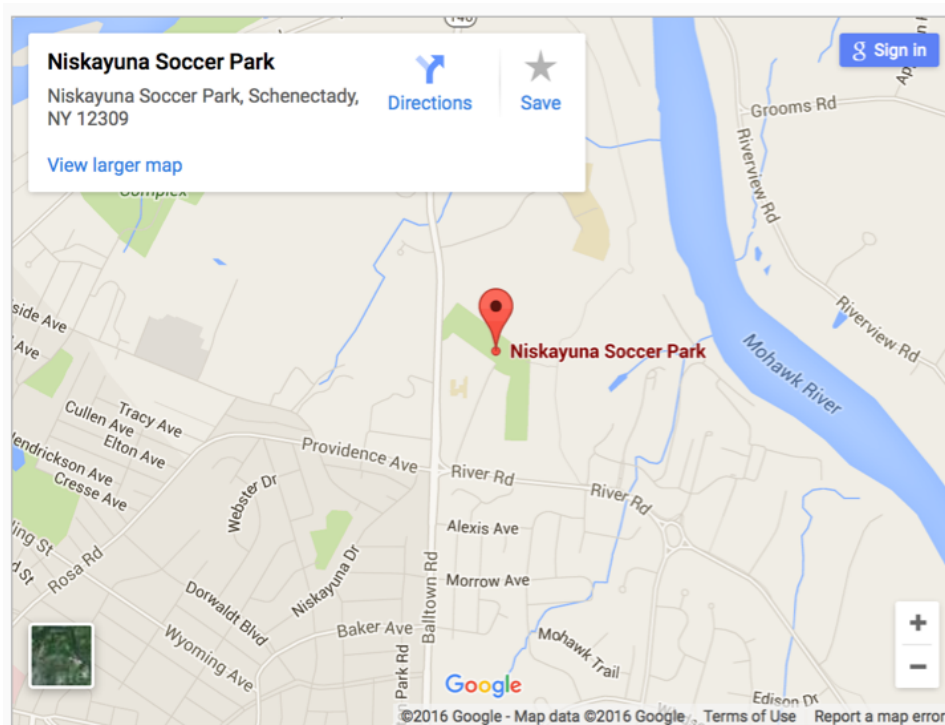 146
Niskayuna Soccer Park
Niskayuna Soccer Park, Schenectady,
NY 12309
Directions
Save
View larger map
g Sign in
Complex
Grooms Rd
Riverview Rd
Riverview Rd
Mohawk River
Niskayuna Soccer Park
side Ave
Ave
Tracy Ave
Cullen Ave
Elton Ave
Hendrickson Ave
Cresse Ave
Providence Ave
River Rd
River Rd
Webster Dr
Alexis Ave
Rosa Rd
Niskayuna Dr
Morrow Ave
Dorwaldt Blvd
Balltown Rd
Baker Ave
Wyoming Ave
Mohawk Trail
Park Rd
Edison Dr
+
−
Google
©2016 Google - Map data ©2016 Google
Terms of Use
Report a map error